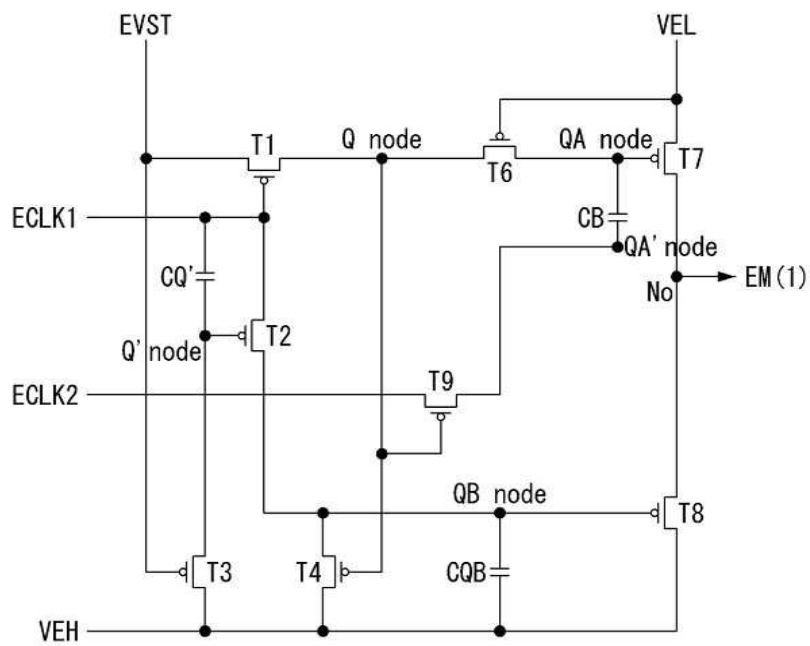 EVST
VEL
T1
Q node
QA node
T6
T7
ECLK1
CB
CQ'
QA'node
EM(1)
No
T2
Q'node
T9
ECLK2
QB node
T8
T3
T4
CQB
VEH